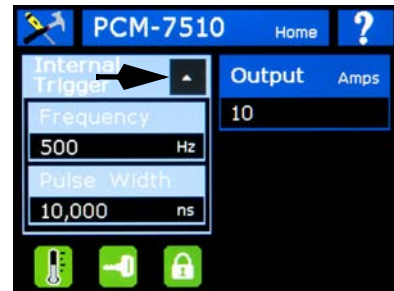 PCM-7510 Home ?
Internal
Trigger
Frequency
500 Hz
Pulse Width
10,000 ns
Output Amps
10